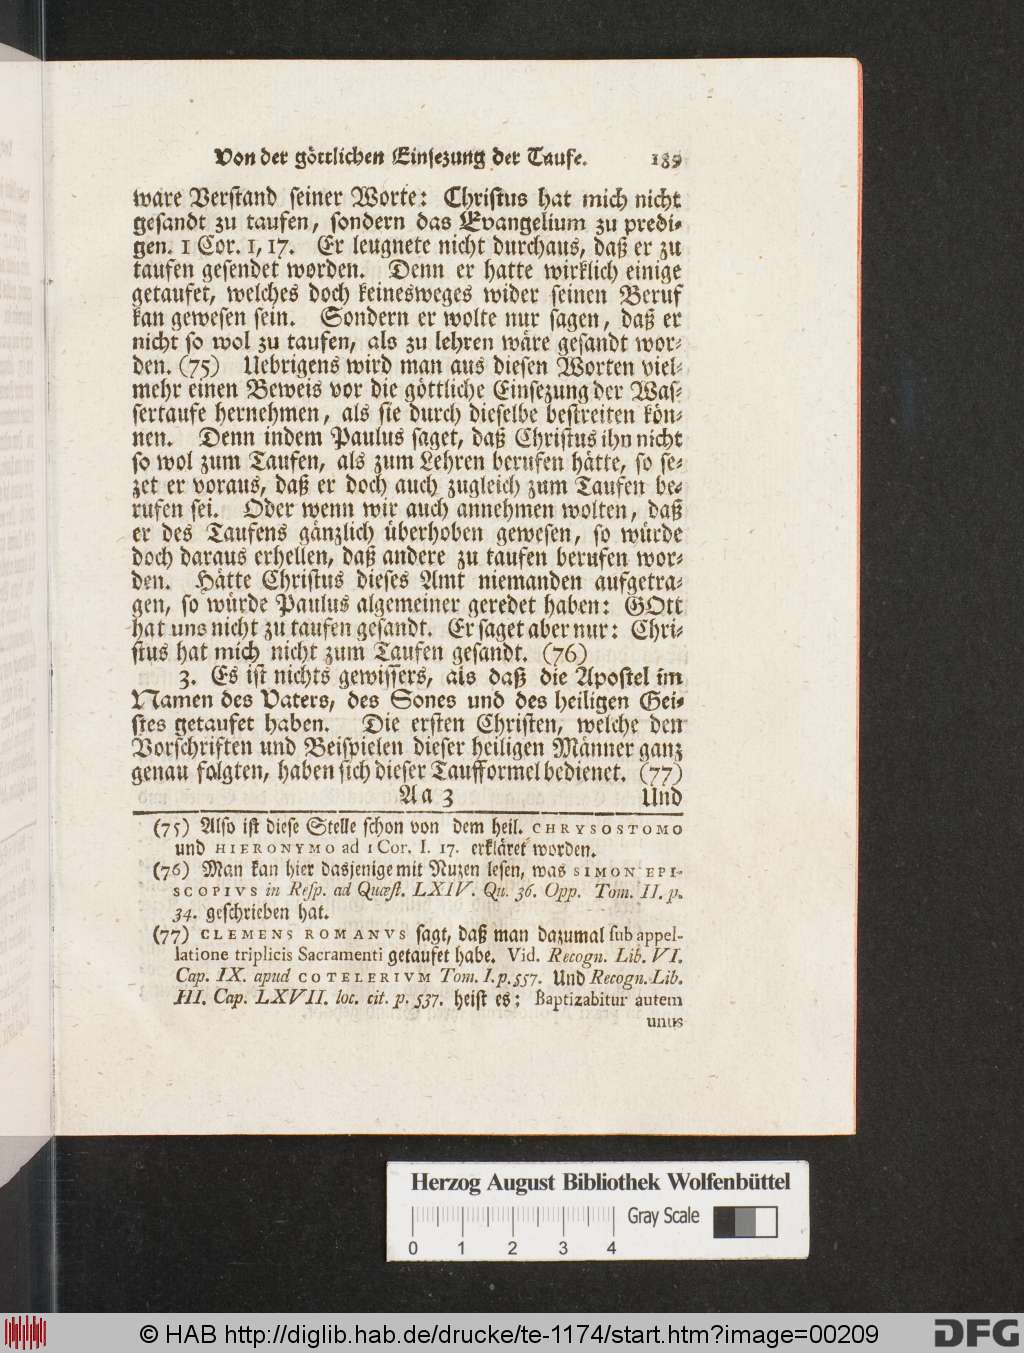 Von der göttlichen Einsezung der Taufe. 189
ware Verstand seiner Worte: Christus hat mich nicht
gesandt zu taufen, sondern das Evangelium zu predi-
gen. 1 Cor. 1, 17. Er leugnete nicht durchaus, daß er zu
taufen gesendet worden. Denn er hatte wirklich einige
getaufet, welches doch keinesweges wider seinen Beruf
kan gewesen sein. Sondern er wolte nur sagen, daß er
nicht so wol zu taufen, als zu lehren wäre gesandt wor-
den. (75) Uebrigens wird man aus diesen Worten viel-
mehr einen Beweis vor die göttliche Einsezung der Was-
sertaufe hernehmen, als sie durch dieselbe bestreiten kön-
nen. Denn indem Paulus saget, daß Christus ihn nicht
so wol zum Taufen, als zum Lehren berufen hätte, so se-
zet er voraus, daß er doch auch zugleich zum Taufen be-
rufen sei. Oder wenn wir auch annehmen wolten, daß
er des Taufens gänzlich überhoben gewesen, so würde
doch daraus erhellen, daß andere zu taufen berufen wor-
den. Hätte Christus dieses Amt niemanden aufgetra-
gen, so würde Paulus algemeiner geredet haben: GOtt
hat uns nicht zu taufen gesandt. Er saget aber nur: Chri-
stus hat mich nicht zum Taufen gesandt. (76)
3. Es ist nichts gewissers, als daß die Apostel im
Namen des Vaters, des Sones und des heiligen Gei-
stes getaufet haben. Die ersten Christen, welche den
Vorschriften und Beispielen dieser heiligen Männer ganz
genau folgten, haben sich dieser Taufformel bedienet. (77)
Aa 3 Und
(75) Also ist diese Stelle schon von dem heil. CHRYSOSTOMO
und HIERONYMO ad 1 Cor. I. 17. erkläret worden.
(76) Man kan hier dasjenige mit Nuzen lesen, was SIMON EPI-
SCOPIVS in Resp. ad Quæst. LXIV. Qu. 36. Opp. Tom. II. p.
34. geschrieben hat.
(77) CLEMENS ROMANVS sagt, daß man dazumal sub appel-
latione triplicis Sacramenti getaufet habe. Vid. Recogn. Lib. VI.
Cap. IX. apud COTELERIVM Tom. I. p. 557. Und Recogn. Lib.
III. Cap. LXVII. loc. cit. p. 537. heist es: Baptizabitur autem
unus
Herzog August Bibliothek Wolfenbüttel
Gray Scale
0 1 2 3 4
© HAB http://diglib.hab.de/drucke/te-1174/start.htm?image=00209
DFG